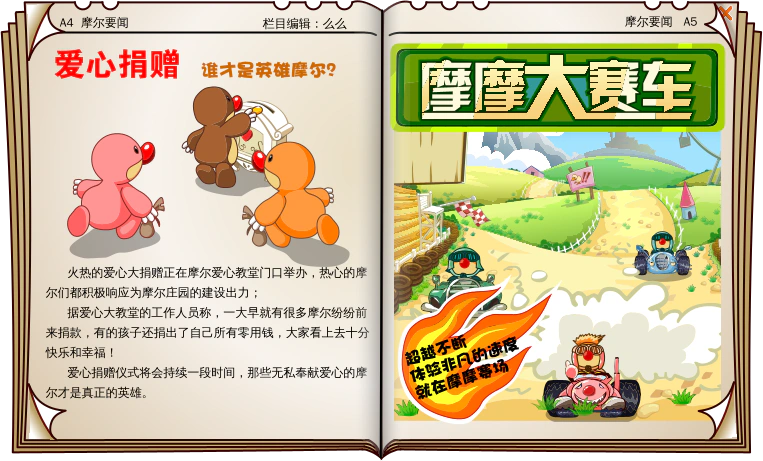 A4 摩尔要闻
栏目编辑：么么
爱心捐赠
谁才是英雄摩尔？
火热的爱心大捐赠正在摩尔爱心教堂门口举办，热心的摩
尔们都积极响应为摩尔庄园的建设出力；
据爱心大教堂的工作人员称，一大早就有很多摩尔纷纷前
来捐款，有的孩子还捐出了自己所有零用钱，大家看上去十分
快乐和幸福！
爱心捐赠仪式将会持续一段时间，那些无私奉献爱心的摩
尔才是真正的英雄。
摩尔要闻 A5
摩摩大赛车
超越不断
体验非凡的速度
就在摩摩赛场